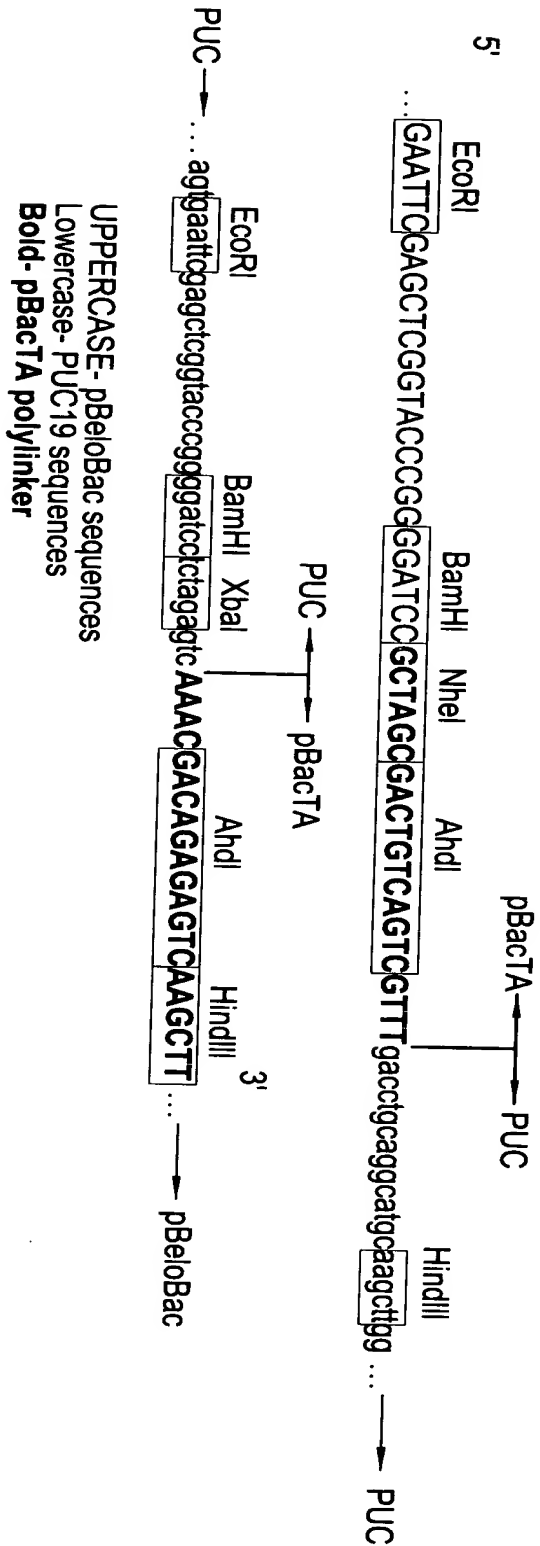 5'
EcoRI BamHI NheI AhdI pBacTA PUC HindIII
...GAATTCGAGCTCGGTACCCGGGGATCCGCTAGCGACTGTCAGTCGTTTgacctgcaggcatgcaagcttgg ... PUC
EcoRI BamHI XbaI PUC pBacTA AhdI HindIII 3'
PUC ....agtgaattcgagctcggtacccggggatcctctagagtcAAACGACAGAGAGTCAAGCTT ... pBeloBac
UPPERCASE- pBeloBac sequences
Lowercase- PUC19 sequences
Bold- pBacTA polylinker